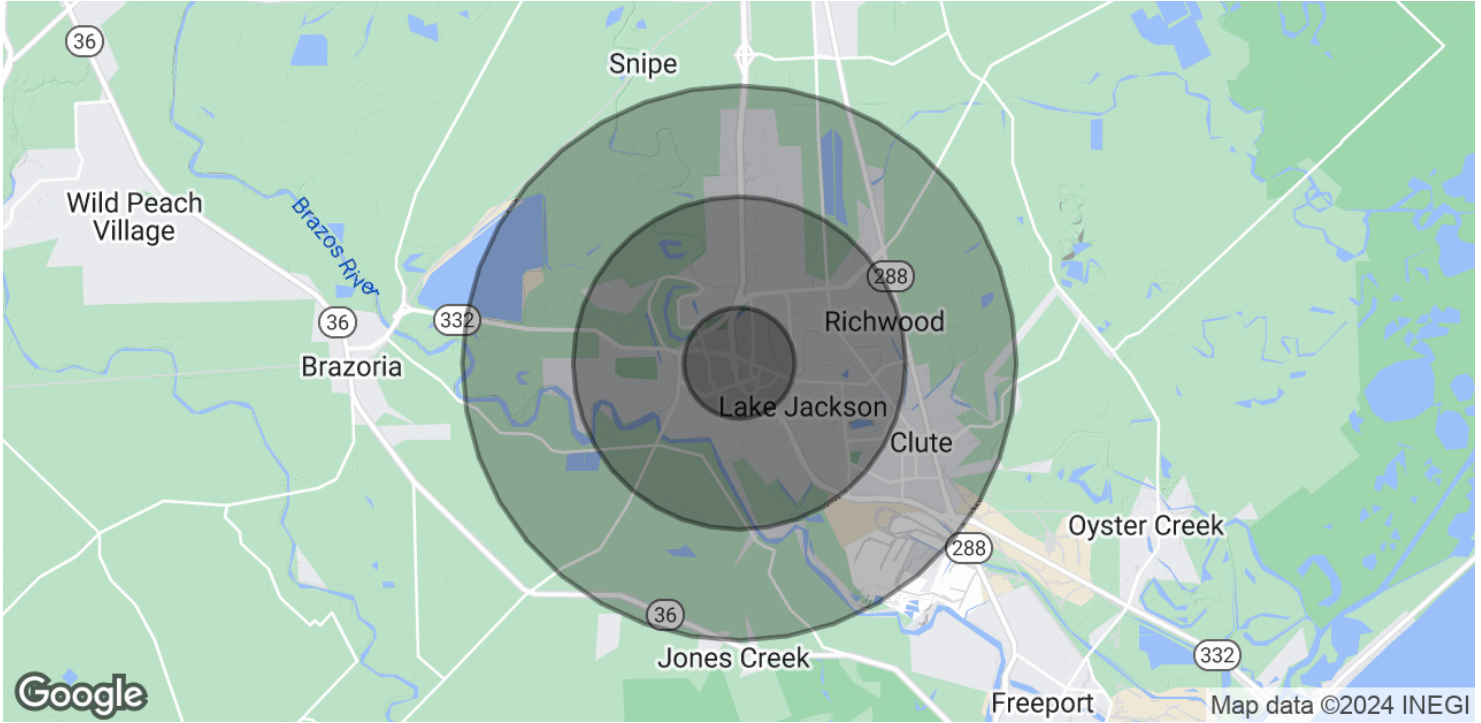 36
Snipe
Wild Peach
Village
Brazos River
288
36
332
Richwood
Brazoria
Lake Jackson
Clute
Oyster Creek
288
36
Jones Creek
332
Freeport
Google
Map data ©2024 INEGI